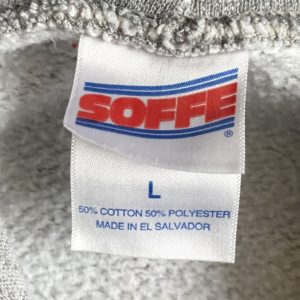 SOFFE
®
L
50% COTTON 50% POLYESTER
MADE IN EL SALVADOR